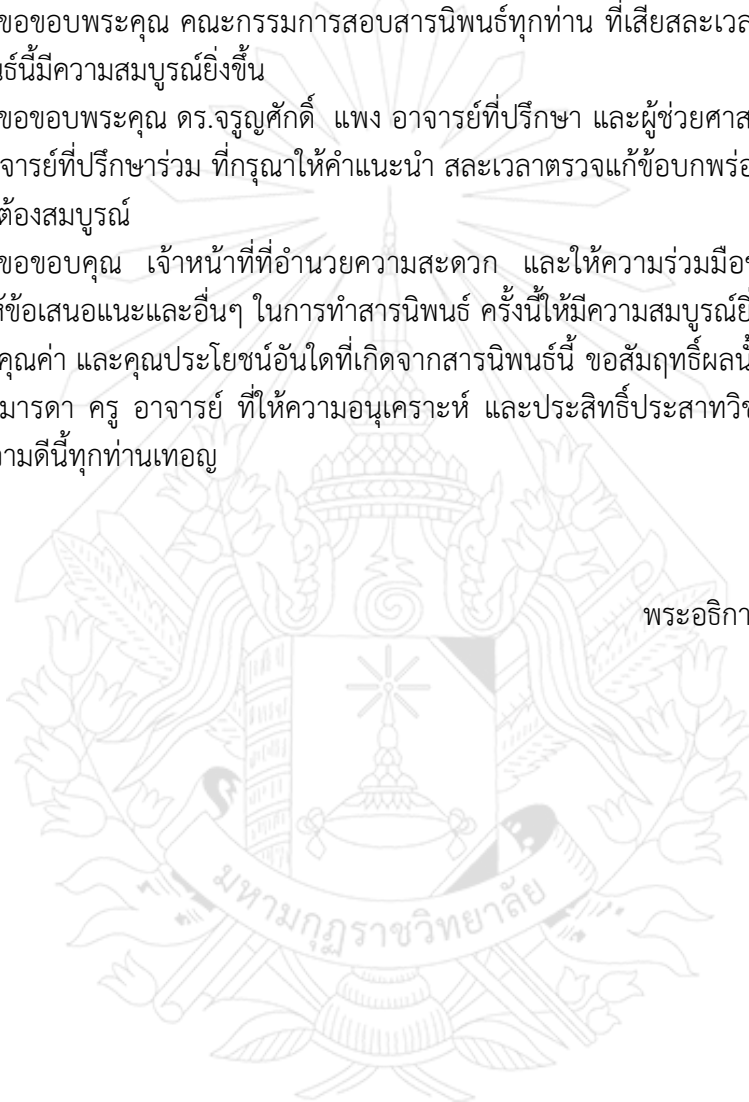 ขอขอบพระคุณ คณะกรรมการสอบสารนิพนธ์ทุกท่าน ที่เสียสละเวล
นธ์นี้มีความสมบูรณ์ยิ่งขึ้น
ขอขอบพระคุณ ดร.จรูญศักดิ์ แพง อาจารย์ที่ปรึกษา และผู้ช่วยศาส
จารย์ที่ปรึกษาร่วม ที่กรุณาให้คำแนะนำ สละเวลาตรวจแก้ข้อบกพร่อ
ต้องสมบูรณ์
ขอขอบคุณ เจ้าหน้าที่ที่อำนวยความสะดวก และให้ความร่วมมือ
ห้ข้อเสนอแนะและอื่นๆ ในการทำสารนิพนธ์ ครั้งนี้ให้มีความสมบูรณ์ยิ่
คุณค่า และคุณประโยชน์อันใดที่เกิดจากสารนิพนธ์นี้ ขอสัมฤทธิ์ผลนั้
มารดา ครู อาจารย์ ที่ให้ความอนุเคราะห์ และประสิทธิ์ประสาทวิช
วามดีนี้ทุกท่านเทอญ
พระอธิกา
มหามกุฏราชวิทยาลัย